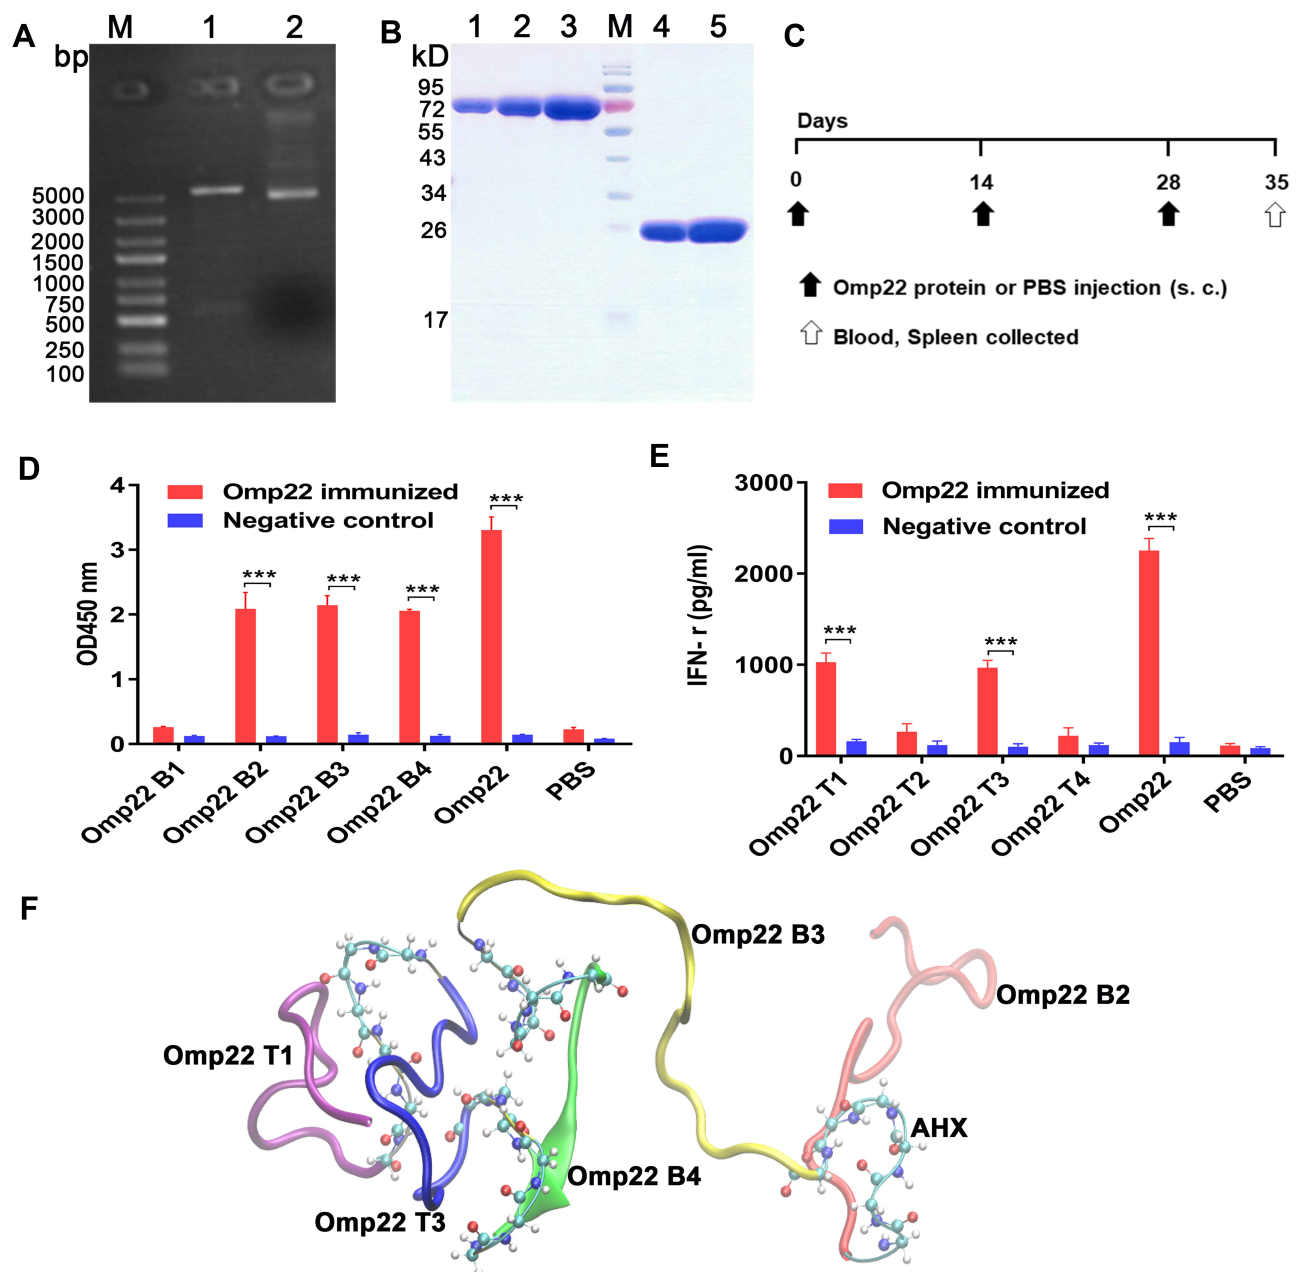 A
M 1 2
bp
5000
3000
2000
1500
1000
750
500
250
100
B
1 2 3 M 4 5
kD
95
72
55
43
34
26
17
C
Days
0 14 28 35
Omp22 protein or PBS injection (s. c.)
Blood, Spleen collected
D
Omp22 immunized
Negative control
OD450 nm
4
3
2
1
0
*** *** *** ***
Omp22 B1 Omp22 B2 Omp22 B3 Omp22 B4 Omp22 PBS
E
Omp22 immunized
Negative control
IFN- r (pg/ml)
3000
2000
1000
0
*** *** ***
Omp22 T1 Omp22 T2 Omp22 T3 Omp22 T4 Omp22 PBS
F
Omp22 B3
Omp22 B2
Omp22 T1
AHX
Omp22 B4
Omp22 T3